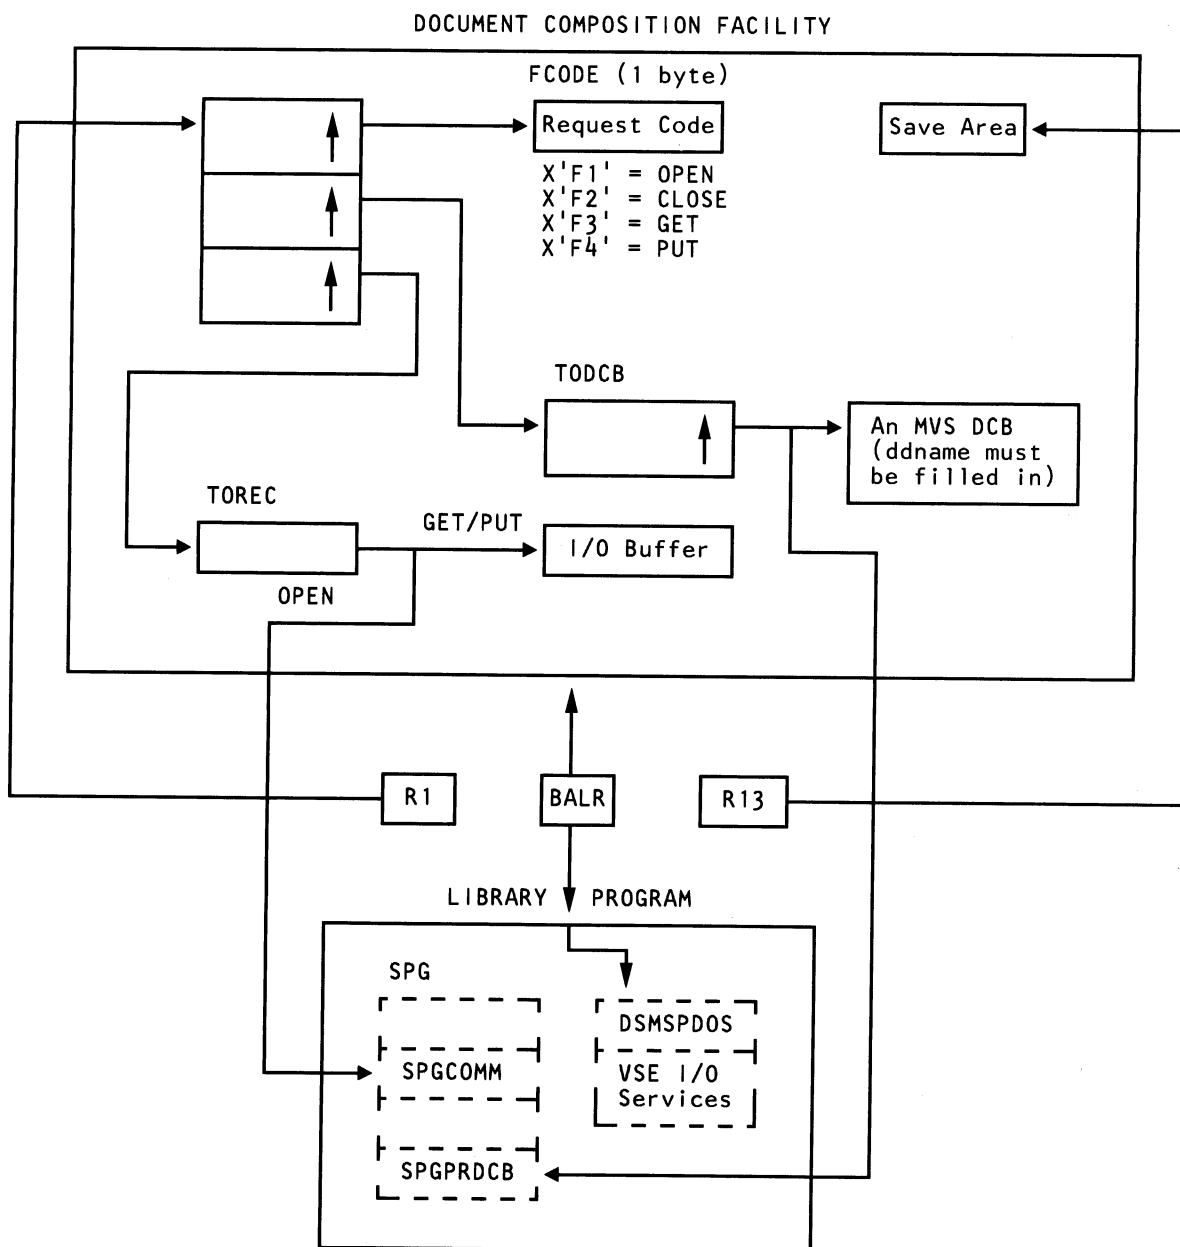 DOCUMENT COMPOSITION FACILITY
FCODE (1 byte)
Request Code
Save Area
X'F1' = OPEN
X'F2' = CLOSE
X'F3' = GET
X'F4' = PUT
TODCB
An MVS DCB
(ddname must
be filled in)
TOREC
GET/PUT
I/O Buffer
OPEN
R1
BALR
R13
LIBRARY PROGRAM
SPG
DSMSPDOS
SPGCOMM
VSE I/O
Services
SPGPRDCB